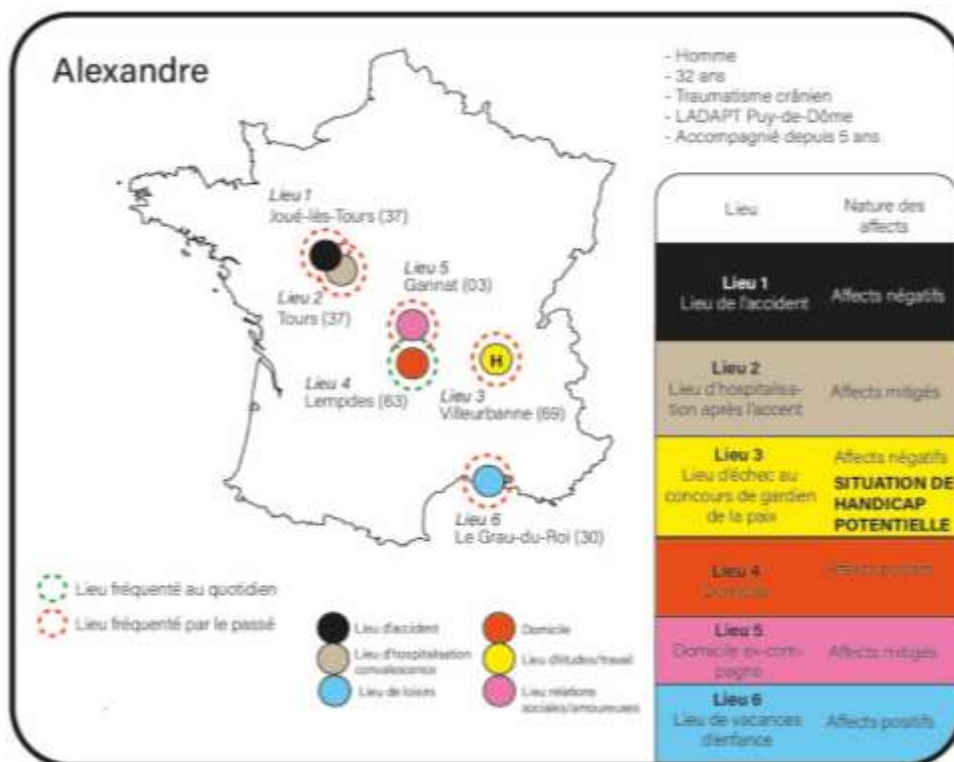 Alexandre
- Homme
- 32 ans
- Traumatisme crânien
- LADAPT Puy-de-Dôme
- Accompagnié depuis 5 ans
Lieu 1
Joué-lès-Tours (37)
Lieu 5
Gannat (03)
Lieu 2
Tours (37)
Lieu 4
Lempdes (63)
H
Lieu 3
Villeurbanne (69)
Lieu 6
Le Grau-du-Roi (30)
Lieu fréquenté au quotidien
Lieu fréquenté par le passé
Lieu d'accident
Lieu d'hospitalisation
convalescence
Lieu de loisirs
Domicile
Lieu d'études/travail
Lieu relations
sociales/amoureuses
Lieu
Nature des
affects
Lieu 1
Lieu de l'accident
Affects négatifs
Lieu 2
Lieu d'hospitalisa-
tion après l'accent
Affects mitigés
Lieu 3
Lieu d'échec au
concours de gardien
de la paix
Affects négatifs
SITUATION DE
HANDICAP
POTENTIELLE
Lieu 4
Domicile
Affects positifs
Lieu 5
Domicile ex-com-
pagne
Affects mitigés
Lieu 6
Lieu de vacances
d'enfance
Affects positifs